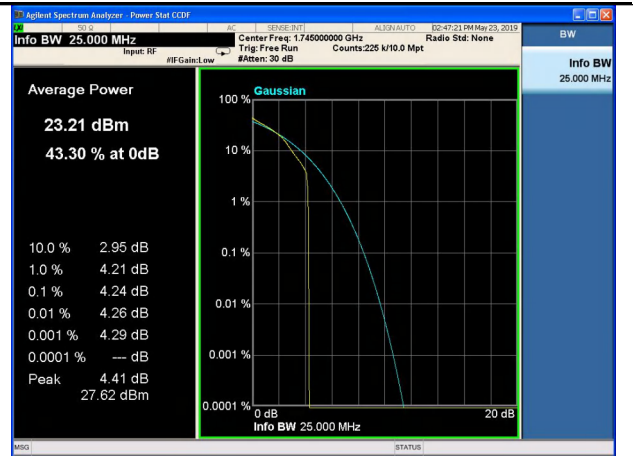 Agilent Spectrum Analyzer - Power Stat CCDF
50 Ω AC SENSE:INT ALIGNAUTO 02:47:21 PM May 23, 2019
Info BW 25.000 MHz
Center Freq: 1.745000000 GHz Radio Std: None
Input: RF Trig: Free Run Counts:225 k/10.0 Mpt
#IFGain:Low #Atten: 30 dB
BW
Info BW
25.000 MHz
Average Power
23.21 dBm
43.30 % at 0dB
10.0 % 2.95 dB
1.0 % 4.21 dB
0.1 % 4.24 dB
0.01 % 4.26 dB
0.001 % 4.29 dB
0.0001 % --- dB
Peak 4.41 dB
27.62 dBm
Gaussian
100 %
10 %
1 %
0.1 %
0.01 %
0.001 %
0.0001 %
0 dB 20 dB
Info BW 25.000 MHz
MSG STATUS